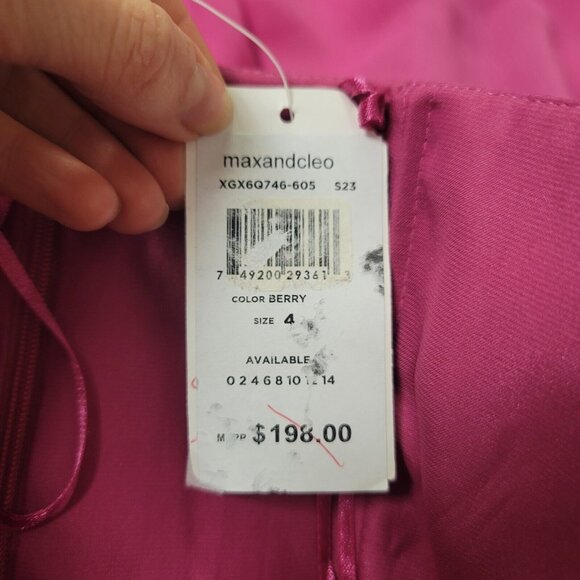 maxandcleo
XGX6Q746-605 S23
7 49200 29361 3
COLOR BERRY
SIZE 4
AVAILABLE
0 2 4 6 8 10 12 14
$198.00